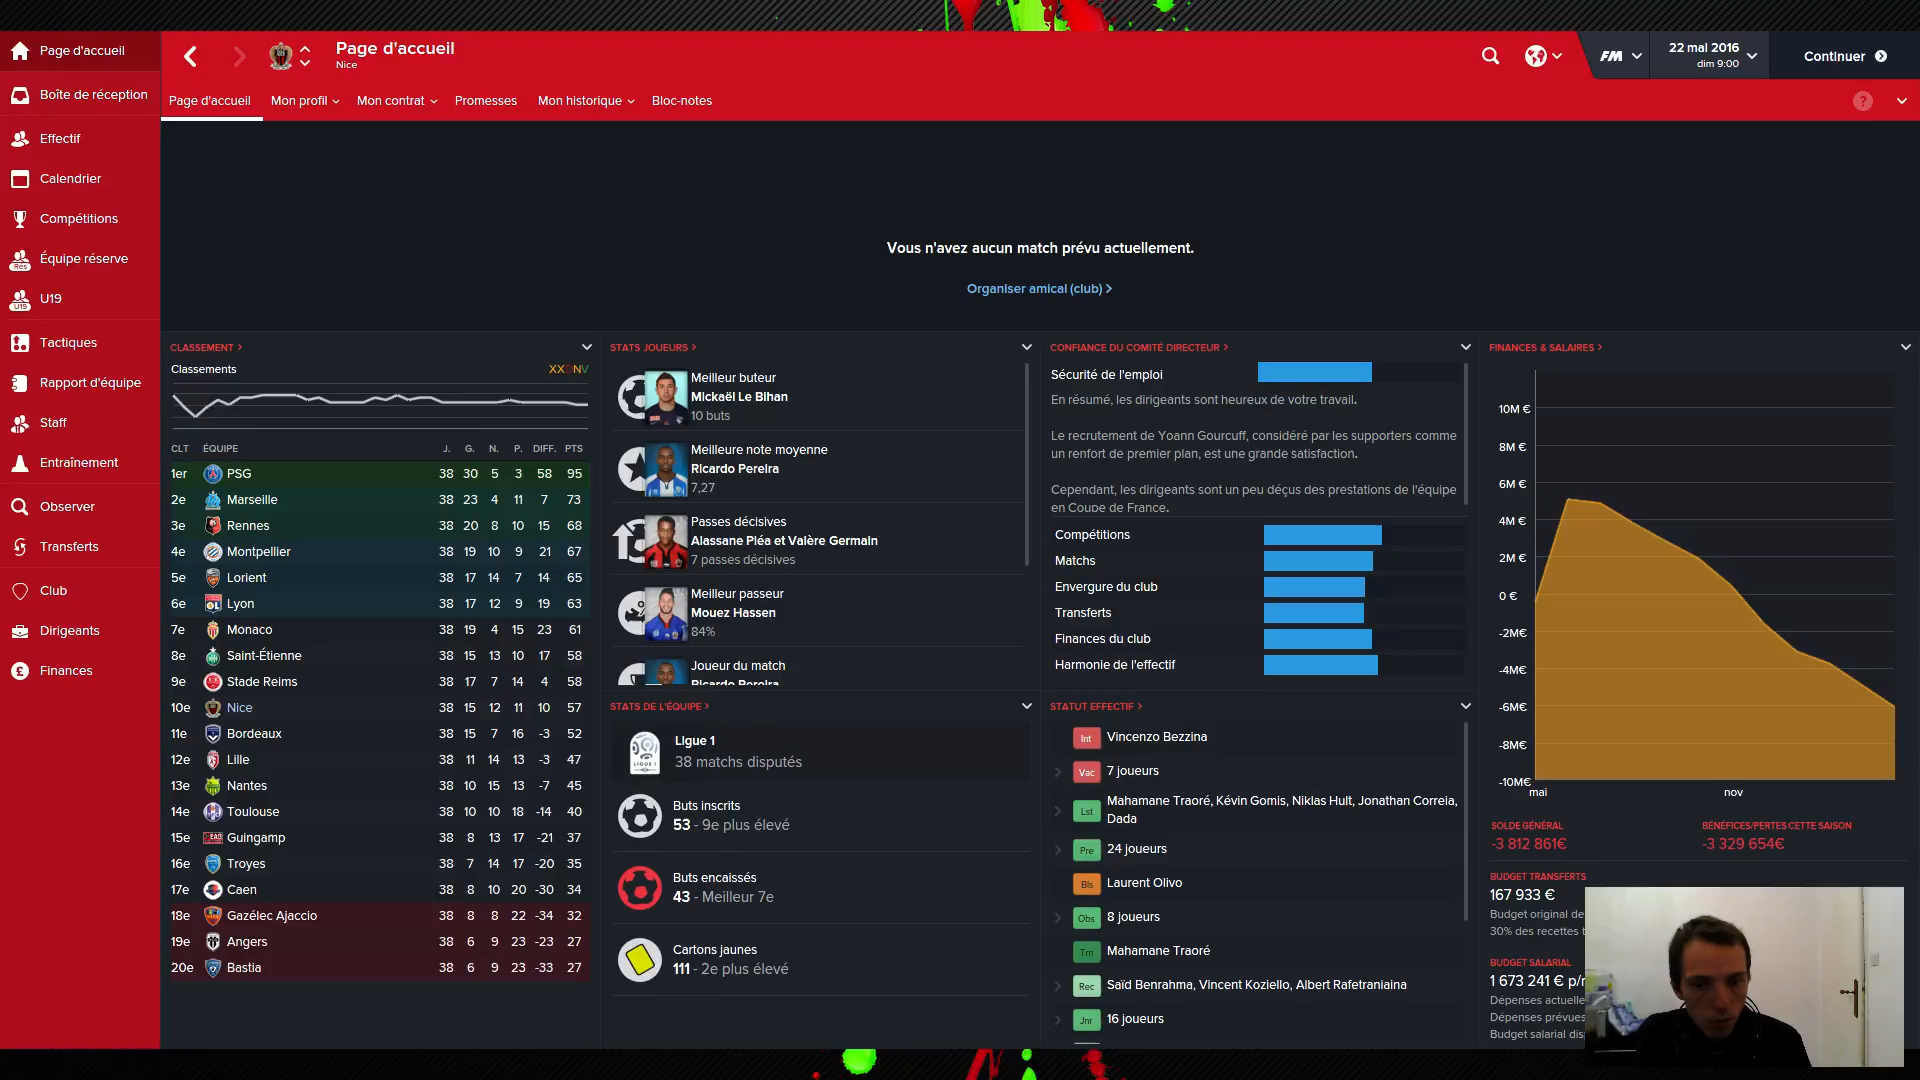 Page d'accueil
Boîte de réception
Effectif
Calendrier
Compétitions
Équipe réserve
U19
Tactiques
Rapport d'équipe
Staff
Entraînement
Observer
Transferts
Club
Dirigeants
Finances
Page d'accueil
Nice
FM
22 mai 2016
dim 9:00
Continuer
Page d'accueil
Mon profil
Mon contrat
Promesses
Mon historique
Bloc-notes
Vous n'avez aucun match prévu actuellement.
Organiser amical (club) >
CLASSEMENT >
Classements
XXDNV
CLT ÉQUIPE J. G. N. P. DIFF. PTS
1er PSG 38 30 5 3 58 95
2e Marseille 38 23 4 11 7 73
3e Rennes 38 20 8 10 15 68
4e Montpellier 38 19 10 9 21 67
5e Lorient 38 17 14 7 14 65
6e Lyon 38 17 12 9 19 63
7e Monaco 38 19 4 15 23 61
8e Saint-Étienne 38 15 13 10 17 58
9e Stade Reims 38 17 7 14 4 58
10e Nice 38 15 12 11 10 57
11e Bordeaux 38 15 7 16 -3 52
12e Lille 38 11 14 13 -3 47
13e Nantes 38 10 15 13 -7 45
14e Toulouse 38 10 10 18 -14 40
15e Guingamp 38 8 13 17 -21 37
16e Troyes 38 7 14 17 -20 35
17e Caen 38 8 10 20 -30 34
18e Gazélec Ajaccio 38 8 8 22 -34 32
19e Angers 38 6 9 23 -23 27
20e Bastia 38 6 9 23 -33 27
STATS JOUEURS >
Meilleur buteur
Mickaël Le Bihan
10 buts
Meilleure note moyenne
Ricardo Pereira
7,27
Passes décisives
Alassane Pléa et Valère Germain
7 passes décisives
Meilleur passeur
Mouez Hassen
84%
Joueur du match
Ricardo Pereira
STATS DE L'ÉQUIPE >
Ligue 1
38 matchs disputés
Buts inscrits
53 - 9e plus élevé
Buts encaissés
43 - Meilleur 7e
Cartons jaunes
111 - 2e plus élevé
CONFIANCE DU COMITÉ DIRECTEUR >
Sécurité de l'emploi
En résumé, les dirigeants sont heureux de votre travail.
Le recrutement de Yoann Gourcuff, considéré par les supporters comme
un renfort de premier plan, est une grande satisfaction.
Cependant, les dirigeants sont un peu déçus des prestations de l'équipe
en Coupe de France.
Compétitions
Matchs
Envergure du club
Transferts
Finances du club
Harmonie de l'effectif
STATUT EFFECTIF >
Int Vincenzo Bezzina
Vac 7 joueurs
Lst Mahamane Traoré, Kévin Gomis, Niklas Hult, Jonathan Correia,
Dada
Pre 24 joueurs
Bls Laurent Olivo
Obs 8 joueurs
Trn Mahamane Traoré
Rec Saïd Benrahma, Vincent Koziello, Albert Rafetraniaina
Jnr 16 joueurs
FINANCES & SALAIRES >
10M €
8M €
6M €
4M €
2M €
0 €
-2M€
-4M€
-6M€
-8M€
-10M€
mai nov
SOLDE GÉNÉRAL
-3 812 861€
BÉNÉFICES/PERTES CETTE SAISON
-3 329 654€
BUDGET TRANSFERTS
167 933 €
Budget original de
30% des recettes t
BUDGET SALARIAL
1 673 241 € p/
Dépenses actuelle
Dépenses prévues
Budget salarial dis